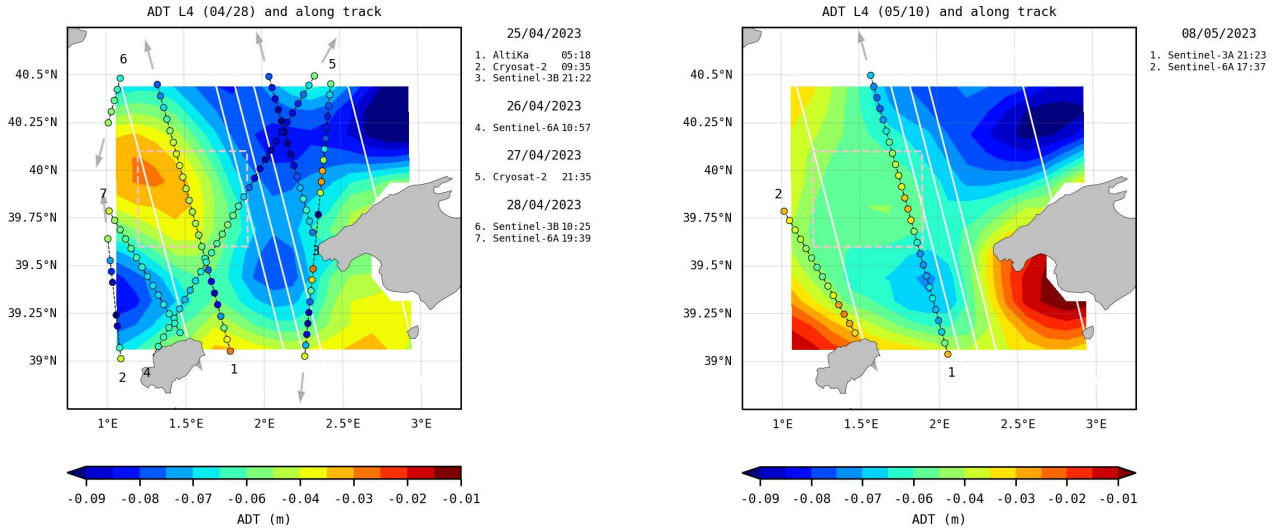 ADT L4 (04/28) and along track
25/04/2023
1. AltiKa 05:18
2. Cryosat-2 09:35
3. Sentinel-3B 21:22
26/04/2023
4. Sentinel-6A 10:57
27/04/2023
5. Cryosat-2 21:35
28/04/2023
6. Sentinel-3B 10:25
7. Sentinel-6A 19:39
40.5°N
40.25°N
40°N
39.75°N
39.5°N
39.25°N
39°N
6
5
7
3
2
4
1
1°E 1.5°E 2°E 2.5°E 3°E
-0.09 -0.08 -0.07 -0.06 -0.04 -0.03 -0.02 -0.01
ADT (m)
ADT L4 (05/10) and along track
08/05/2023
1. Sentinel-3A 21:23
2. Sentinel-6A 17:37
40.5°N
40.25°N
40°N
39.75°N
39.5°N
39.25°N
39°N
2
1
1°E 1.5°E 2°E 2.5°E 3°E
-0.09 -0.08 -0.07 -0.06 -0.04 -0.03 -0.02 -0.01
ADT (m)